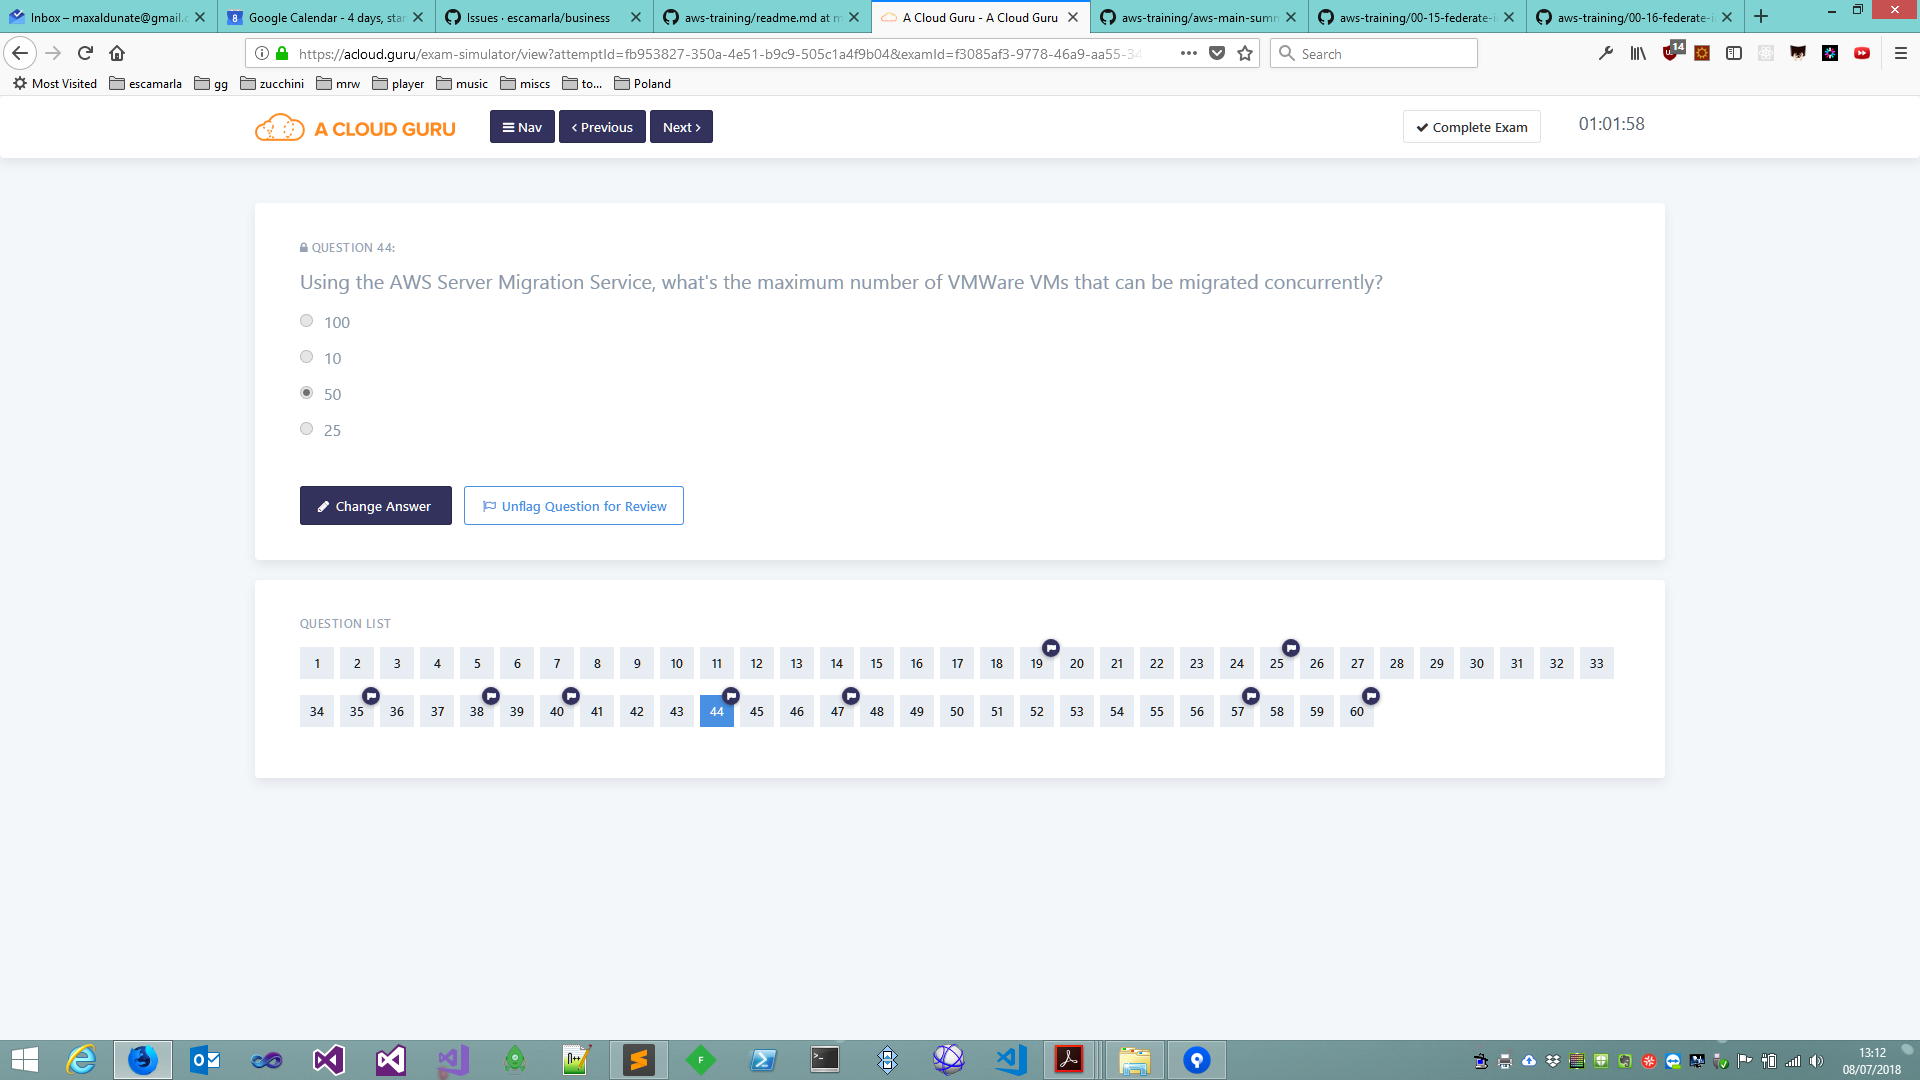 Inbox – maxaldunate@gmail.c
Google Calendar - 4 days, star
Issues · escamarla/business
aws-training/readme.md at m
A Cloud Guru - A Cloud Guru
aws-training/aws-main-summ
aws-training/00-15-federate-i
aws-training/00-16-federate-i
https://acloud.guru/exam-simulator/view?attemptId=fb953827-350a-4e51-b9c9-505c1a4f9b04&examId=f3085af3-9778-46a9-aa55-34
Search
14
Most Visited escamarla gg zucchini mrw player music miscs to... Poland
A CLOUD GURU
Nav
‹ Previous
Next ›
Complete Exam
01:01:58
QUESTION 44:
Using the AWS Server Migration Service, what's the maximum number of VMWare VMs that can be migrated concurrently?
100
10
50
25
Change Answer
Unflag Question for Review
QUESTION LIST
1 2 3 4 5 6 7 8 9 10 11 12 13 14 15 16 17 18 19 20 21 22 23 24 25 26 27 28 29 30 31 32 33
34 35 36 37 38 39 40 41 42 43 44 45 46 47 48 49 50 51 52 53 54 55 56 57 58 59 60
13:12
08/07/2018